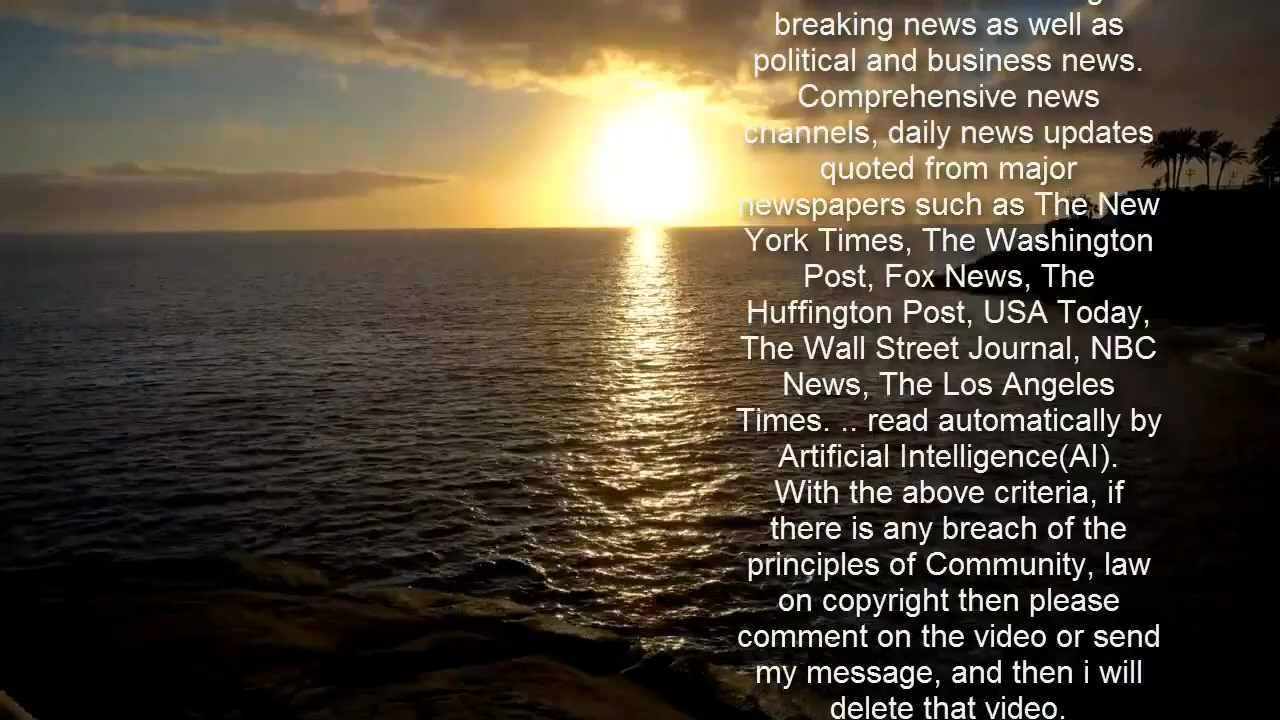 breaking news as well as
political and business news.
Comprehensive news
channels, daily news updates
quoted from major
newspapers such as The New
York Times, The Washington
Post, Fox News, The
Huffington Post, USA Today,
The Wall Street Journal, NBC
News, The Los Angeles
Times. .. read automatically by
Artificial Intelligence(AI).
With the above criteria, if
there is any breach of the
principles of Community, law
on copyright then please
comment on the video or send
my message, and then i will
delete that video.